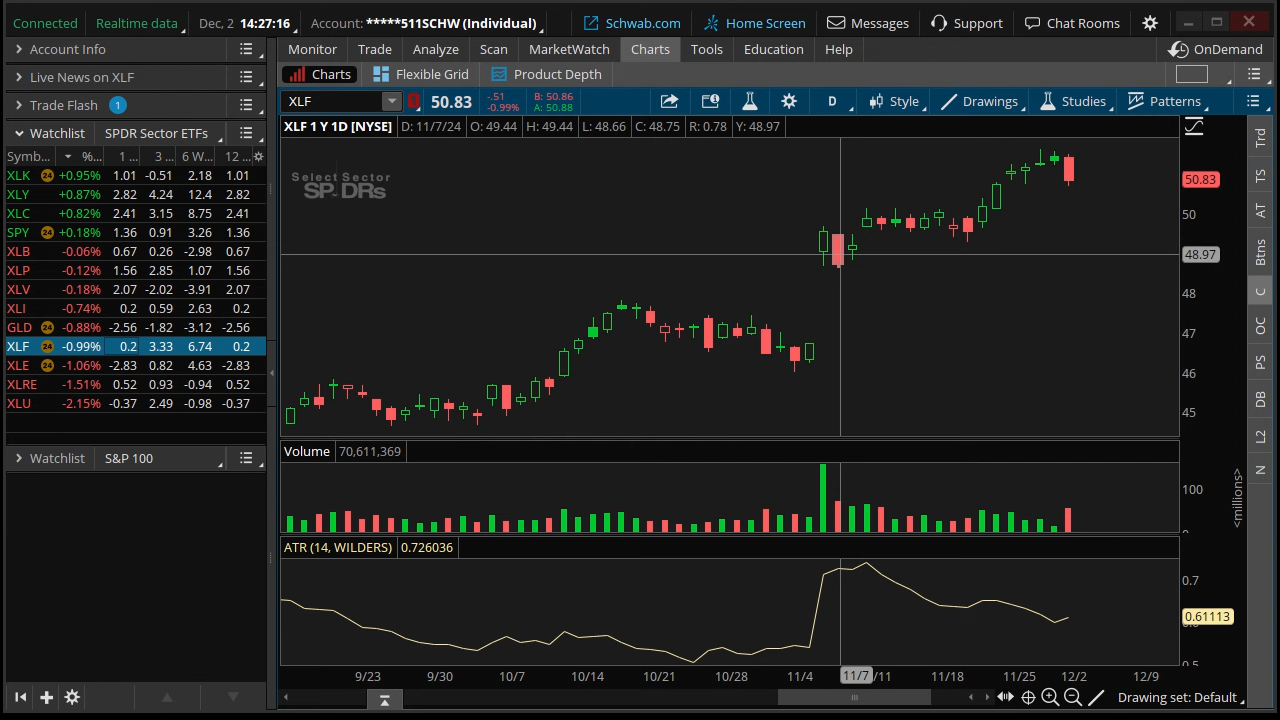 Connected Realtime data Dec, 2 14:27:16 Account: *****511SCHW (Individual) Schwab.com Home Screen Messages Support Chat Rooms
Account Info
Monitor Trade Analyze Scan MarketWatch Charts Tools Education Help OnDemand
Live News on XLF
Charts Flexible Grid Product Depth
Trade Flash 1
XLF 50.83 -.51 -0.99% B: 50.86 A: 50.88 D Style Drawings Studies Patterns
Watchlist SPDR Sector ETFs
XLF 1 Y 1D [NYSE] D: 11/7/24 O: 49.44 H: 49.44 L: 48.66 C: 48.75 R: 0.78 Y: 48.97
Symb... %... 1 ... 3 ... 6 W... 12 ...
XLK 24 +0.95% 1.01 -0.51 2.18 1.01
XLY +0.87% 2.82 4.24 12.4 2.82
XLC +0.82% 2.41 3.15 8.75 2.41
SPY 24 +0.18% 1.36 0.91 3.26 1.36
XLB -0.06% 0.67 0.26 -2.98 0.67
XLP -0.12% 1.56 2.85 1.07 1.56
XLV -0.18% 2.07 -2.02 -3.91 2.07
XLI -0.74% 0.2 0.59 2.63 0.2
GLD 24 -0.88% -2.56 -1.82 -3.12 -2.56
XLF 24 -0.99% 0.2 3.33 6.74 0.2
XLE 24 -1.06% -2.83 0.82 4.63 -2.83
XLRE -1.51% 0.52 0.93 -0.94 0.52
XLU -2.15% -0.37 2.49 -0.98 -0.37
Watchlist S&P 100
Select Sector
SPDRs
50.83
50
48.97
48
47
46
45
Volume 70,611,369
100
<millions>
ATR (14, WILDERS) 0.726036
0.7
0.61113
0.5
9/23 9/30 10/7 10/14 10/21 10/28 11/4 11/7 /11 11/18 11/25 12/2 12/9
Drawing set: Default
Trd
TS
AT
Btns
C
OC
PS
DB
L2
N